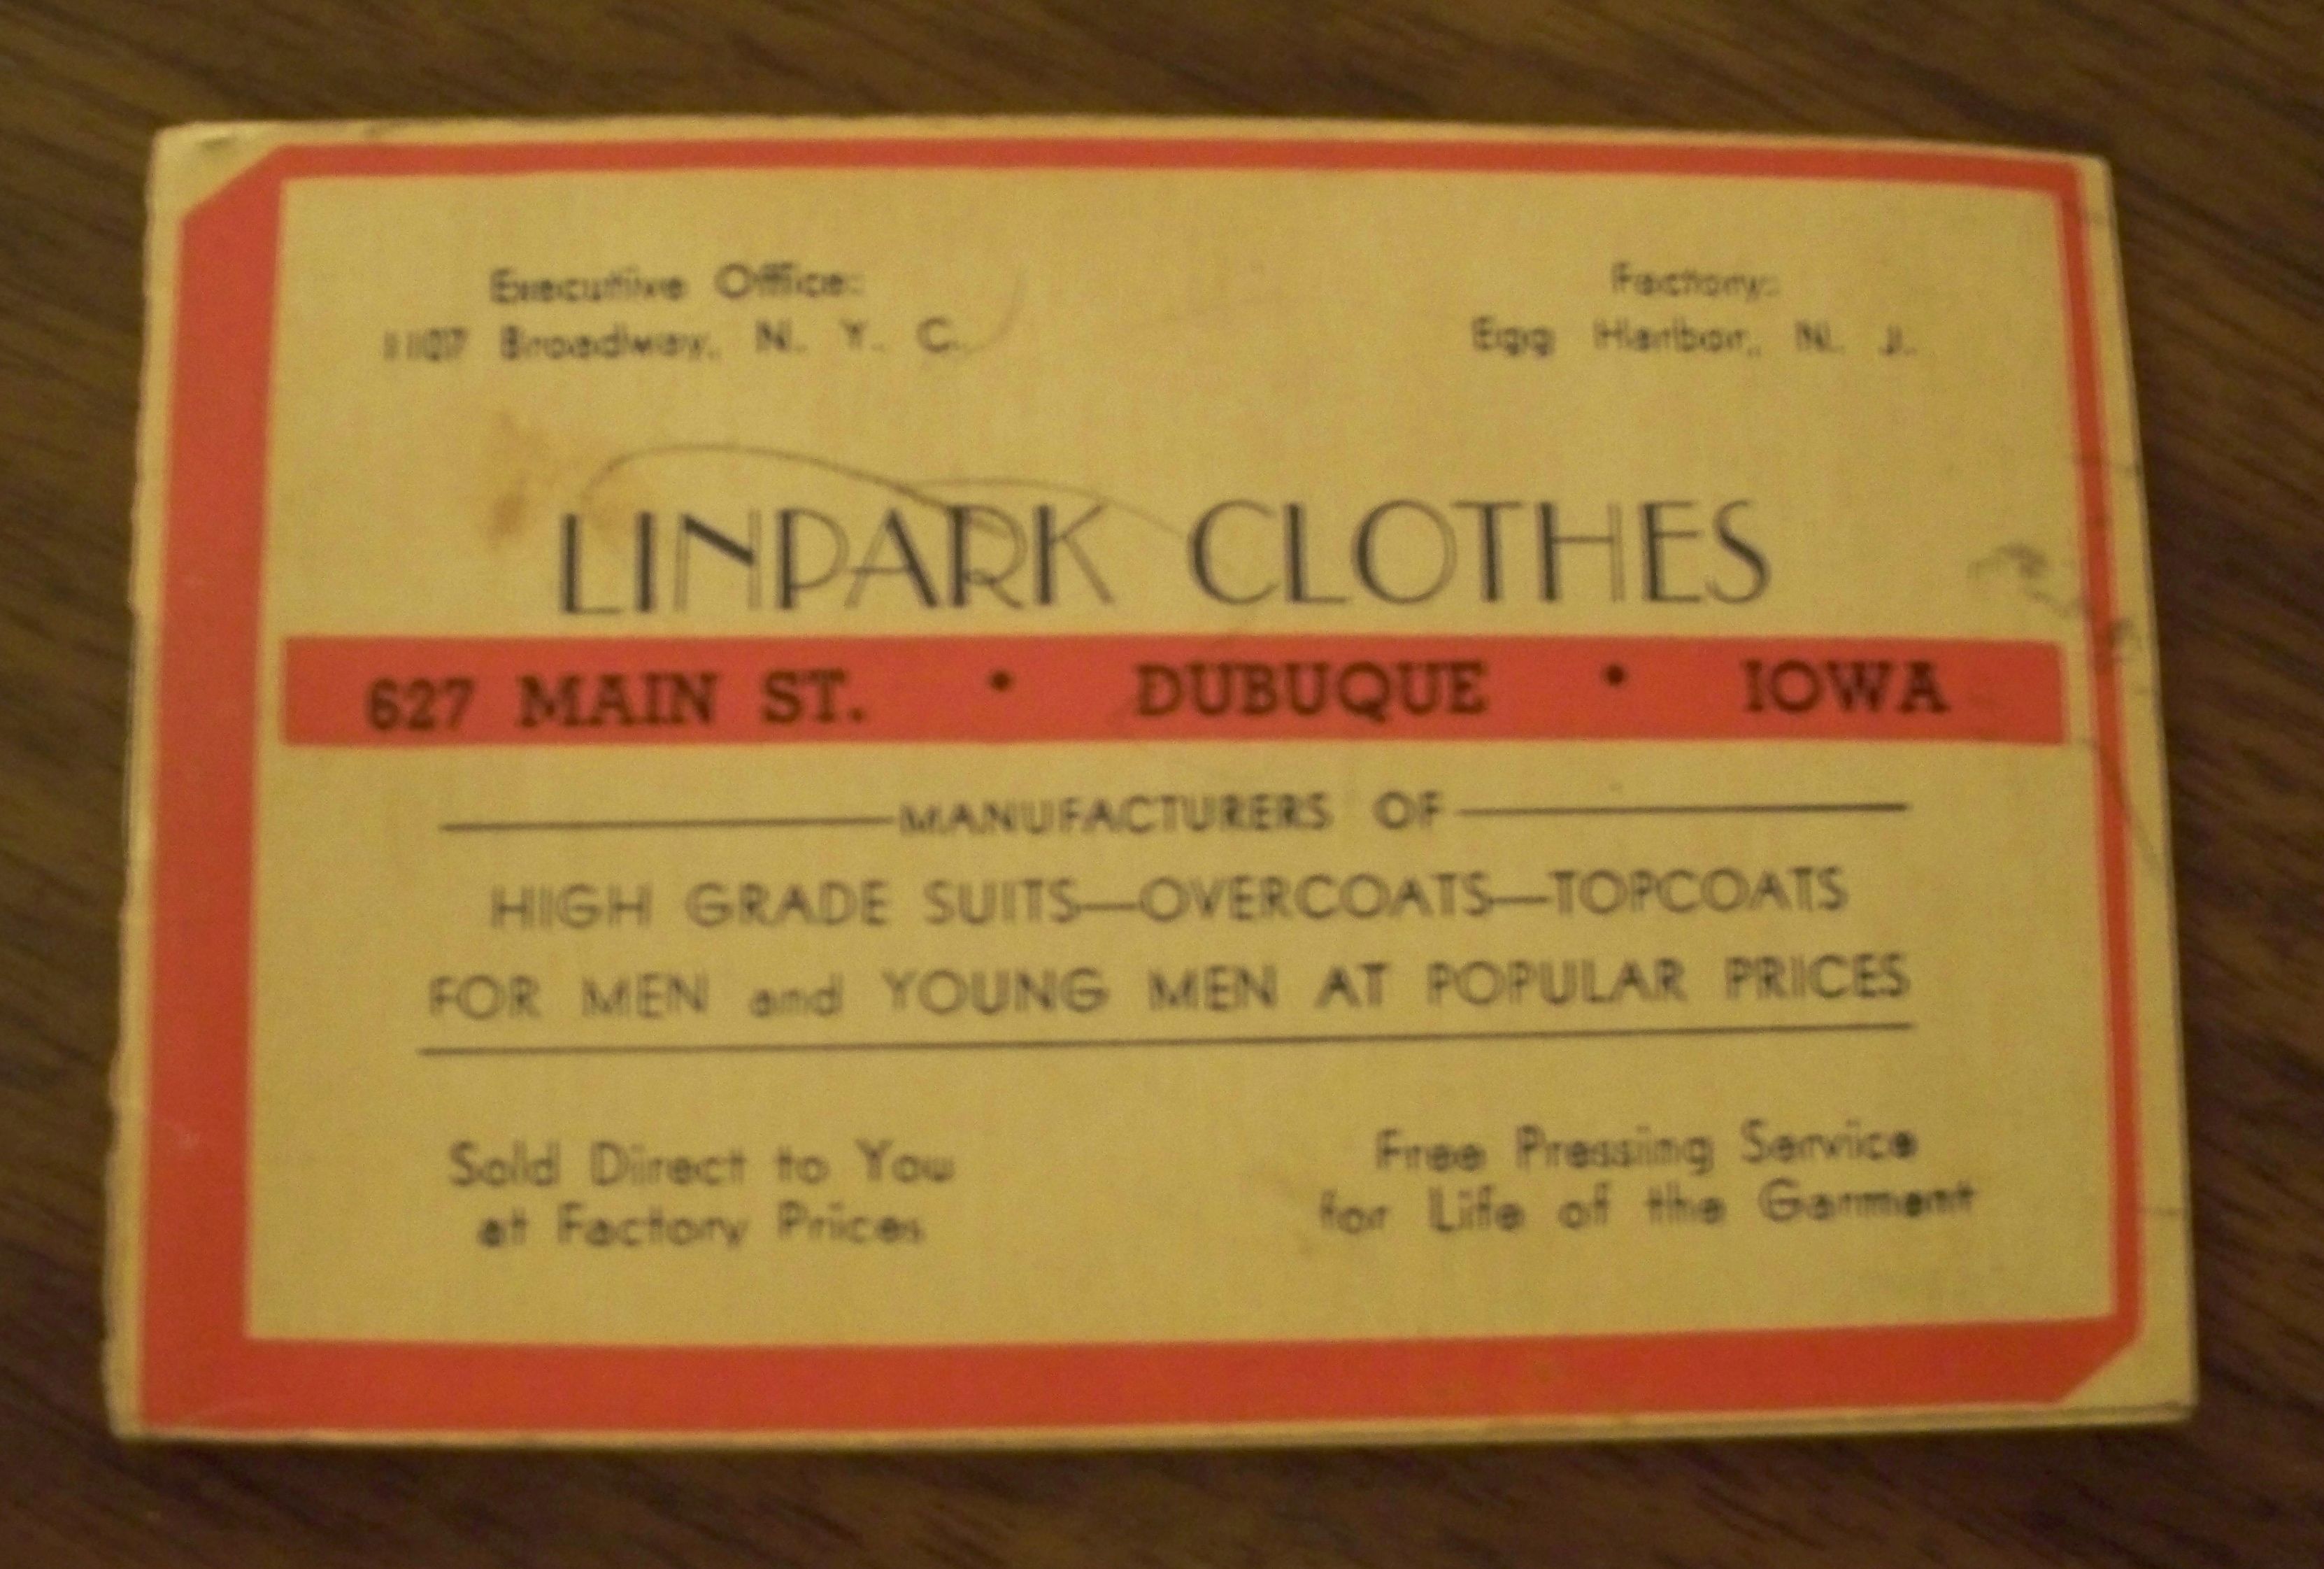 Executive Office:
1107 Broadway, N. Y. C.
Factory:
Egg Harbor, N. J.
LINPARK CLOTHES
627 MAIN ST. • DUBUQUE • IOWA
MANUFACTURERS OF
HIGH GRADE SUITS—OVERCOATS—TOPCOATS
FOR MEN and YOUNG MEN AT POPULAR PRICES
Sold Direct to You
at Factory Prices
Free Pressing Service
for Life of the Garment